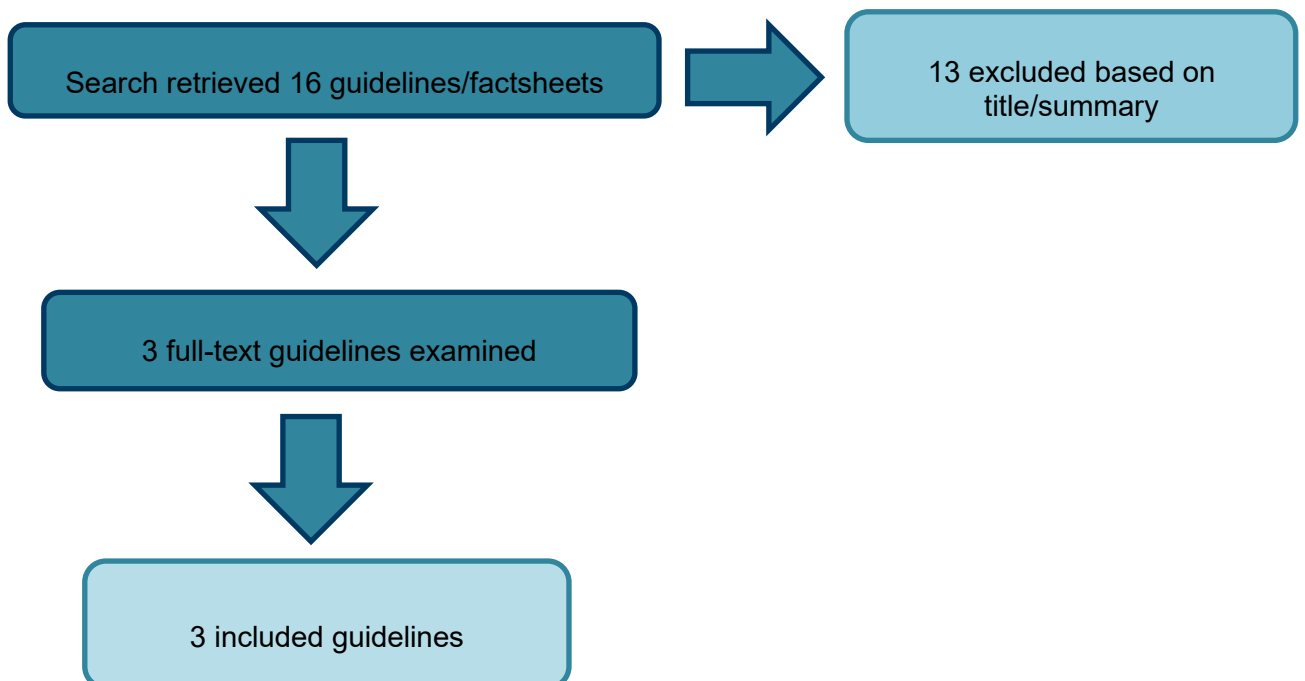 Search retrieved 16 guidelines/factsheets
13 excluded based on
title/summary
3 full-text guidelines examined
3 included guidelines